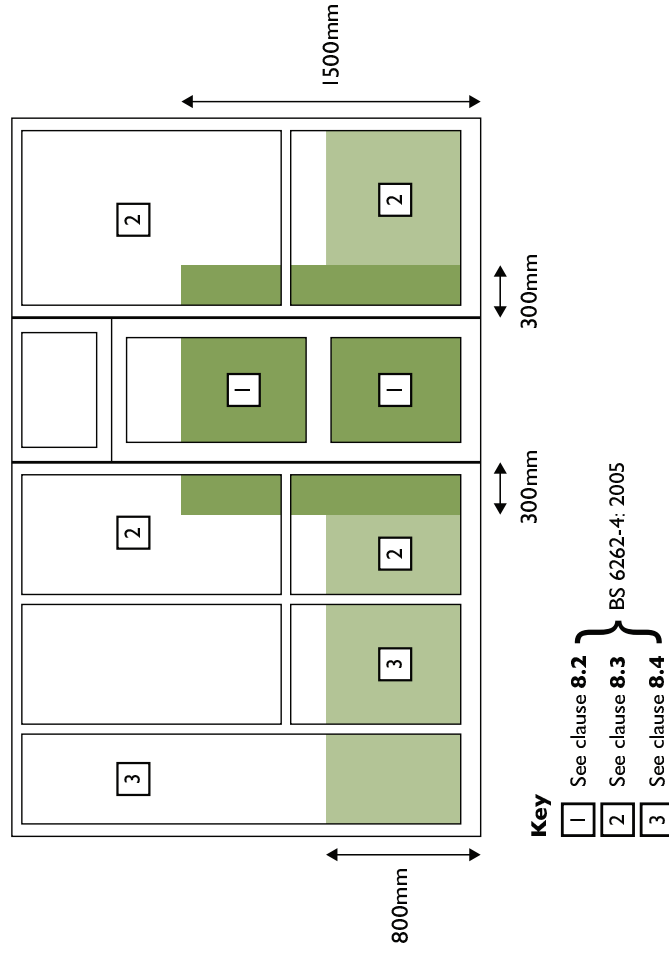 3
2
2
1
1500mm
800mm
3
2
1
2
300mm
300mm
Key
1 See clause 8.2
2 See clause 8.3
3 See clause 8.4
BS 6262-4: 2005